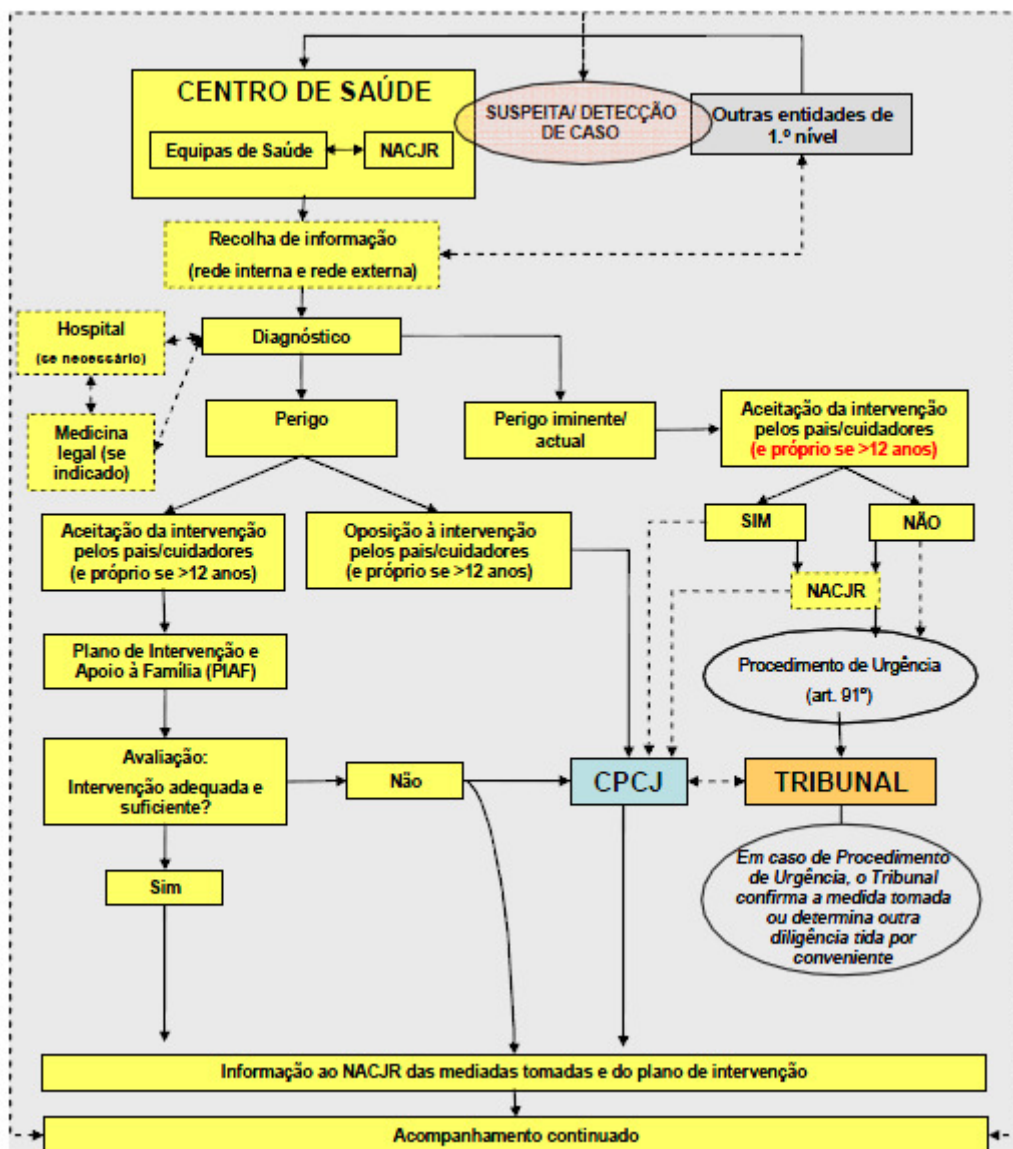 CENTRO DE SAÚDE
Equipas de Saúde
NACJR
SUSPEITA/ DETECÇÃO
DE CASO
Outras entidades de
1.º nível
Recolha de informação
(rede interna e rede externa)
Hospital
(se necessário)
Diagnóstico
Medicina
legal (se
indicado)
Perigo
Perigo iminente/
actual
Aceitação da intervenção
pelos pais/cuidadores
(e próprio se >12 anos)
Aceitação da intervenção
pelos pais/cuidadores
(e próprio se >12 anos)
Oposição à intervenção
pelos pais/cuidadores
(e próprio se >12 anos)
SIM
NÃO
NACJR
Plano de Intervenção e
Apoio à Família (PIAF)
Procedimento de Urgência
(art. 91º)
Avaliação:
Intervenção adequada e
suficiente?
Não
CPCJ
TRIBUNAL
Sim
Em caso de Procedimento
de Urgência, o Tribunal
confirma a medida tomada
ou determina outra
diligência tida por
conveniente
Informação ao NACJR das mediadas tomadas e do plano de intervenção
Acompanhamento continuado